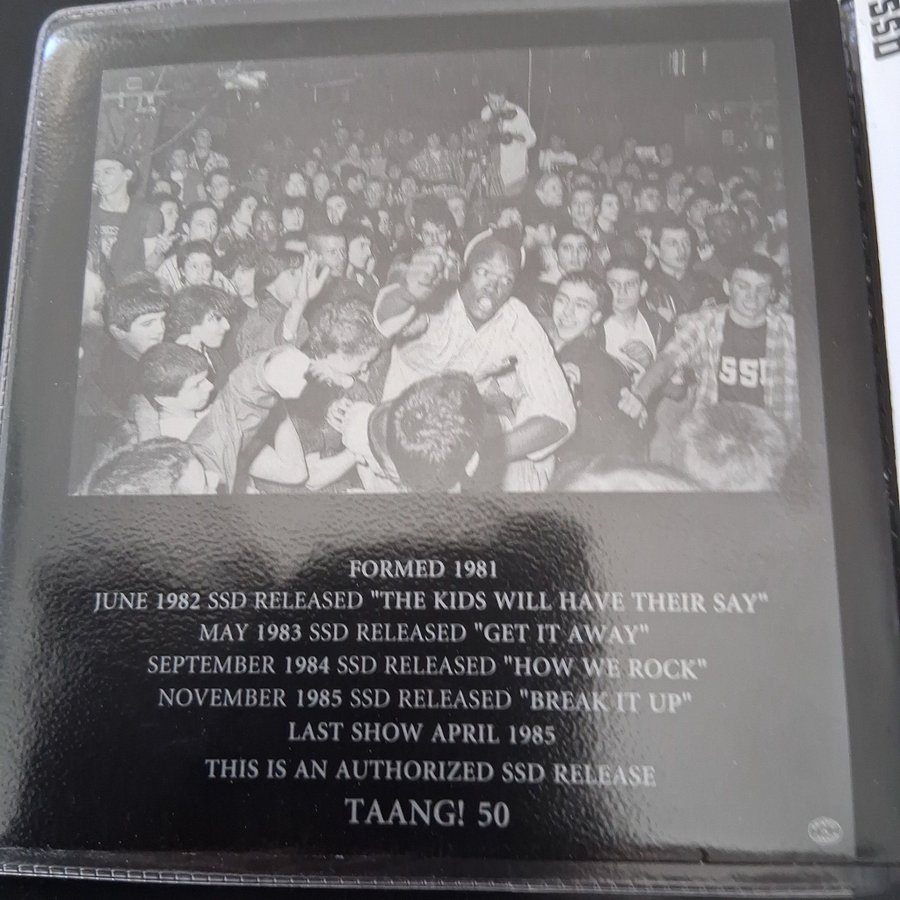 SSD
SSD
FORMED 1981
JUNE 1982 SSD RELEASED "THE KIDS WILL HAVE THEIR SAY"
MAY 1983 SSD RELEASED "GET IT AWAY"
SEPTEMBER 1984 SSD RELEASED "HOW WE ROCK"
NOVEMBER 1985 SSD RELEASED "BREAK IT UP"
LAST SHOW APRIL 1985
THIS IS AN AUTHORIZED SSD RELEASE
TAANG! 50